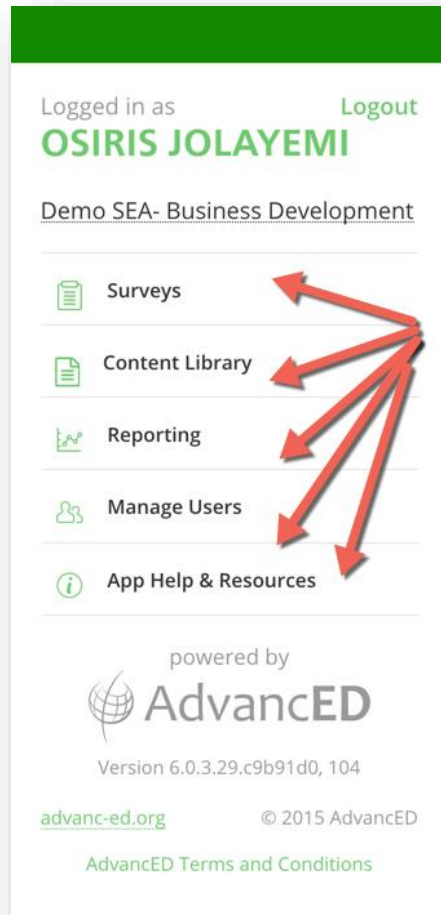 Logged in as Logout
OSIRIS JOLAYEMI
Demo SEA- Business Development
Surveys
Content Library
Reporting
Manage Users
App Help & Resources
powered by
AdvancED
Version 6.0.3.29.c9b91d0, 104
advanc-ed.org © 2015 AdvancED
AdvancED Terms and Conditions